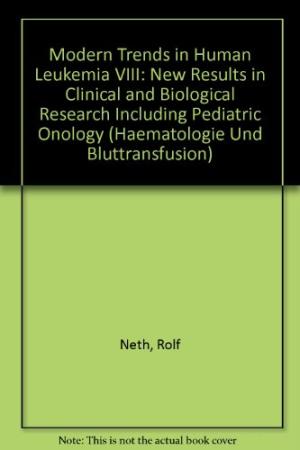 Modern Trends in Human
Leukemia VIII: New Results in
Clinical and Biological
Research Including Pediatric
Onology (Haematologie Und
Bluttransfusion)
Neth, Rolf
Note: This is not the actual book cover